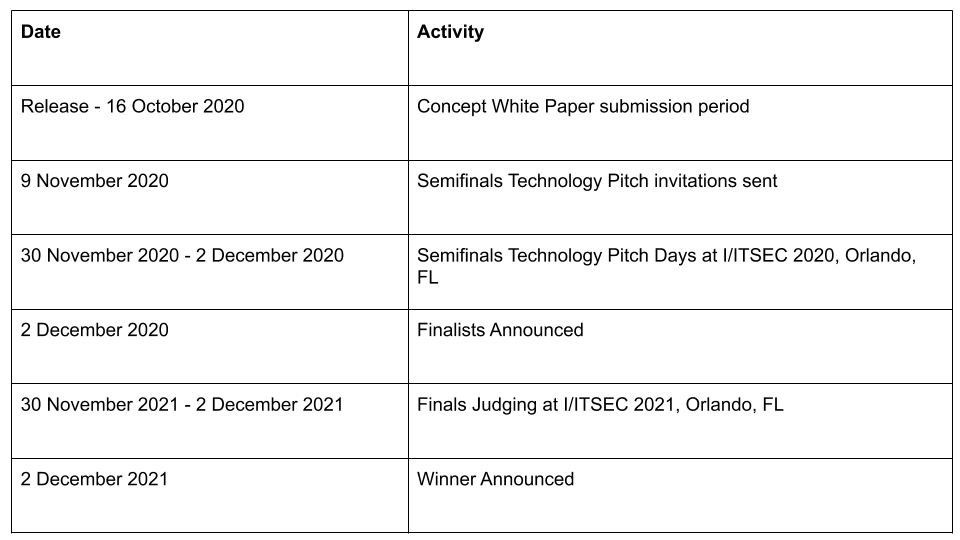 Date
Activity
Release - 16 October 2020
Concept White Paper submission period
9 November 2020
Semifinals Technology Pitch invitations sent
30 November 2020 - 2 December 2020
Semifinals Technology Pitch Days at I/ITSEC 2020, Orlando,
FL
2 December 2020
Finalists Announced
30 November 2021 - 2 December 2021
Finals Judging at I/ITSEC 2021, Orlando, FL
2 December 2021
Winner Announced